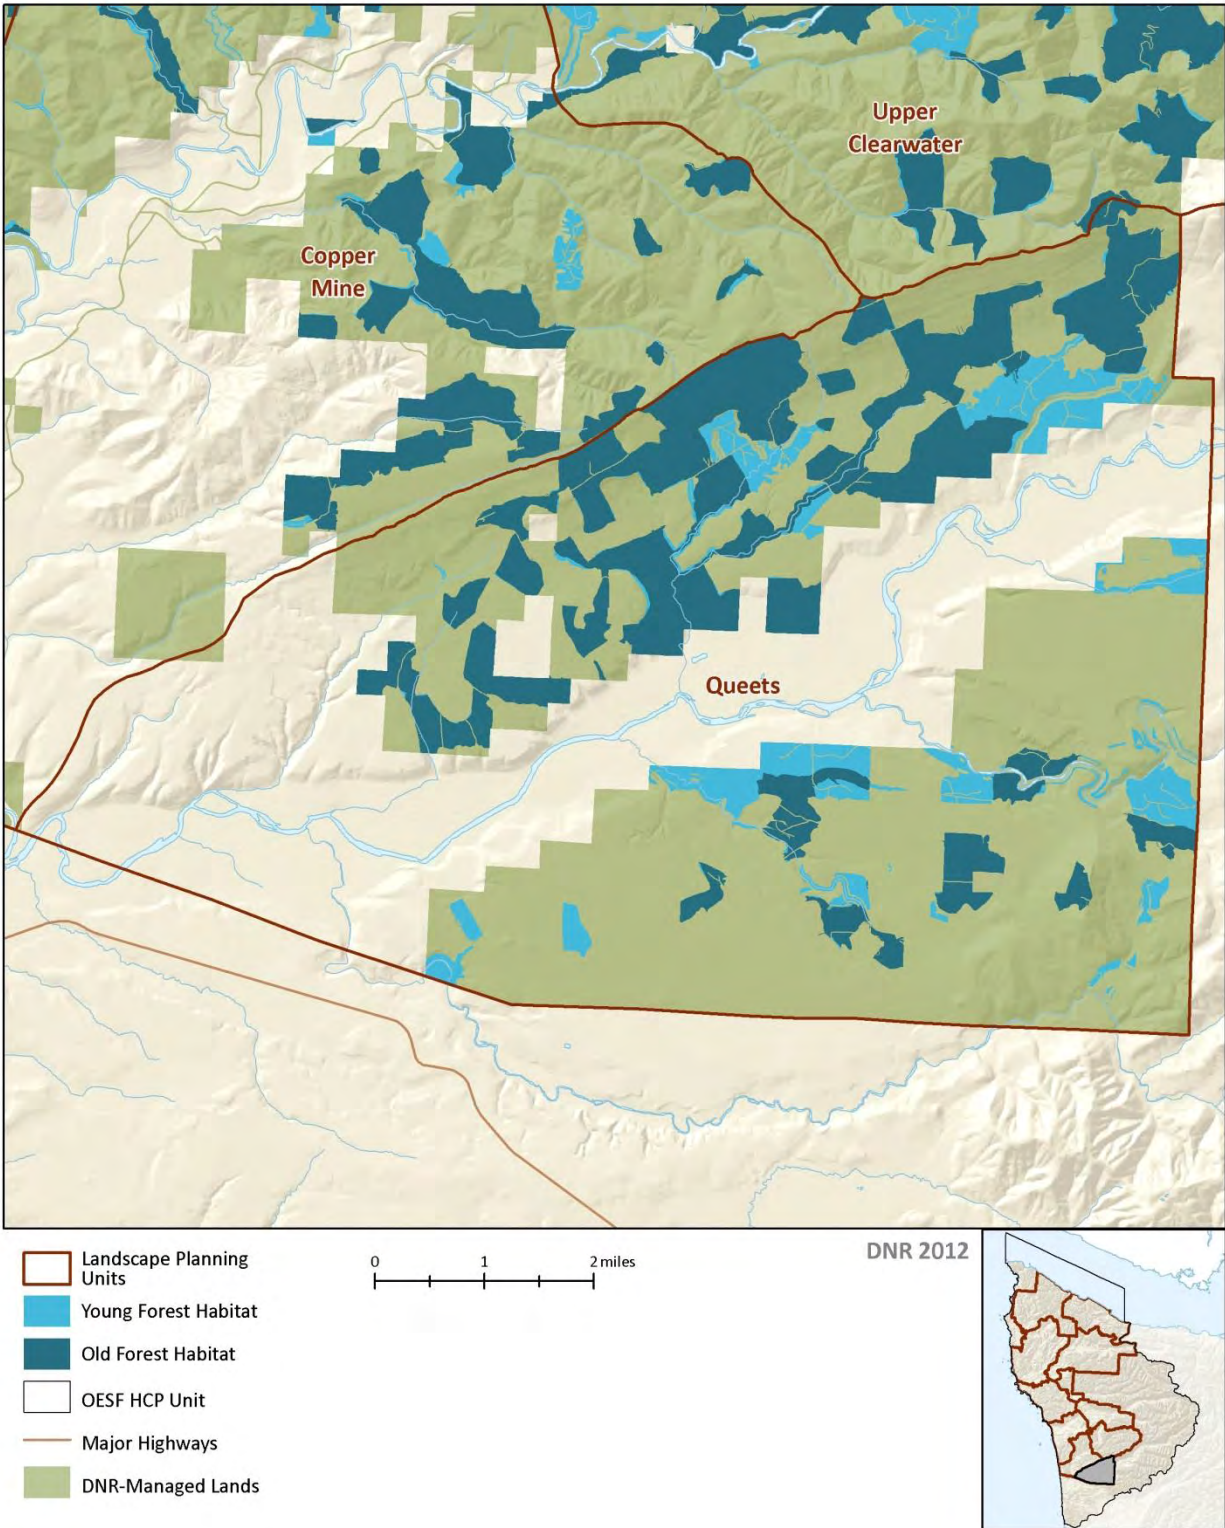 Upper
Clearwater
Copper
Mine
Queets
Landscape Planning
Units
Young Forest Habitat
Old Forest Habitat
OESF HCP Unit
Major Highways
DNR-Managed Lands
0 1 2 miles
DNR 2012